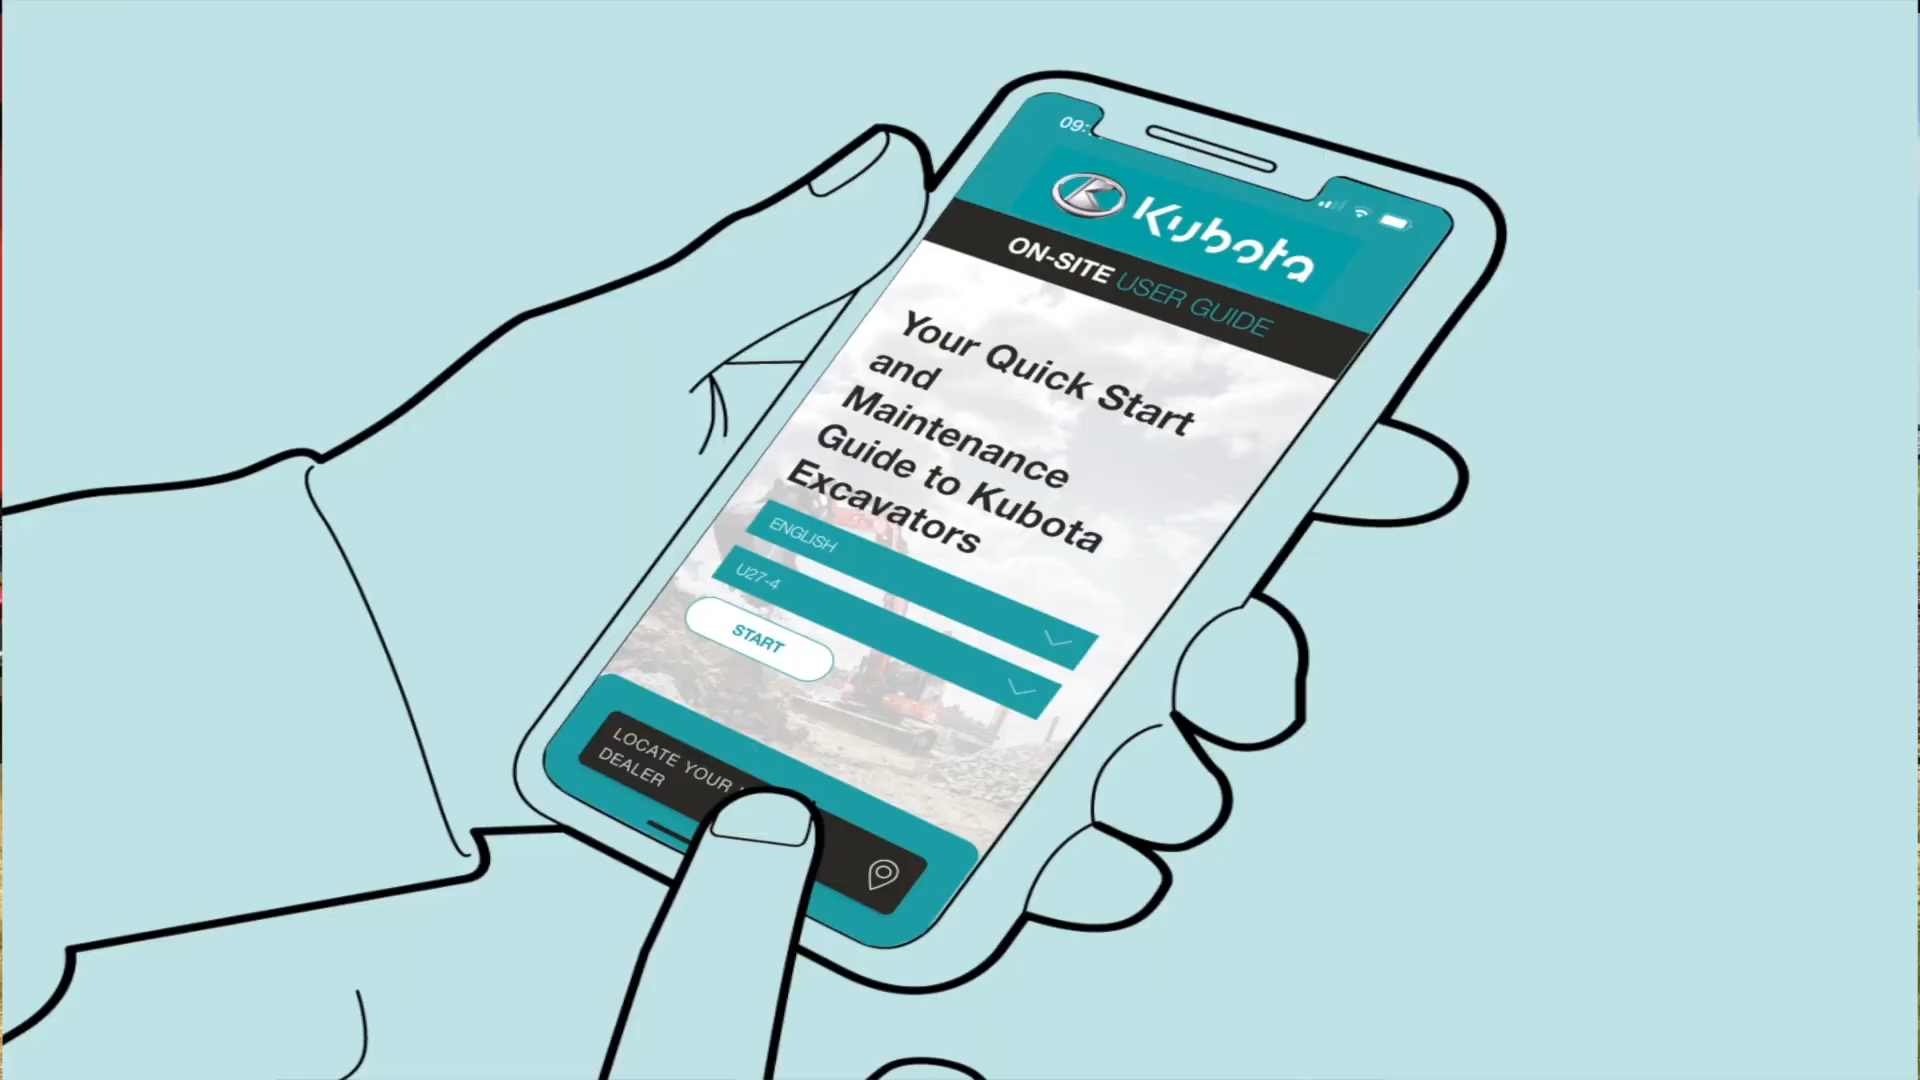 09:
Kubota
ON-SITE USER GUIDE
Your Quick Start
and
Maintenance
Guide to Kubota
Excavators
ENGLISH
U27-4
START
LOCATE YOUR
DEALER